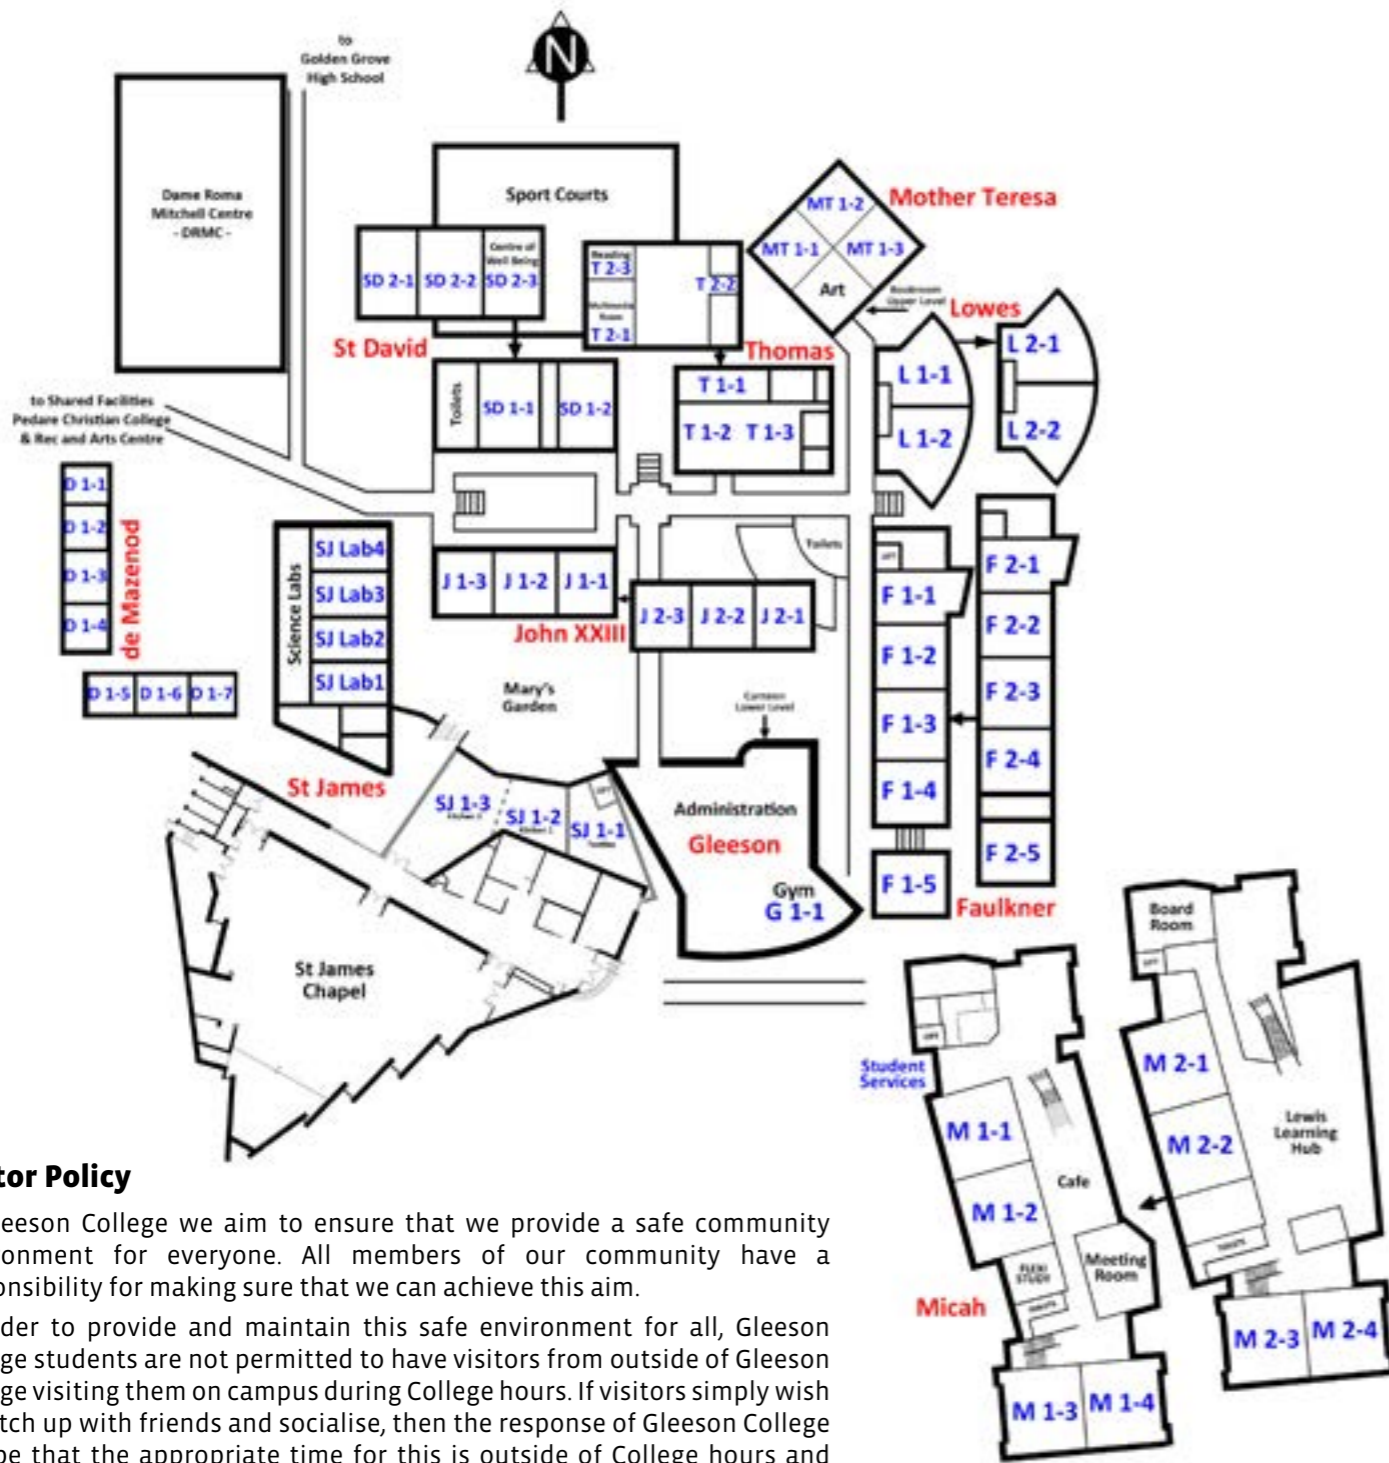 to
Golden Grove
High School
N
Dame Roma
Mitchell Centre
- DRMC -
Sport Courts
MT 1-2
Mother Teresa
MT 1-1
MT 1-3
Art
Upper Level
Centre of
Well Being
SD 2-1
SD 2-2
SD 2-3
Reading
T 2-3
T 2-2
Room
T 2-1
St David
Thomas
Lowes
L 2-1
L 1-1
L 1-2
L 2-2
to Shared Facilities
Pedare Christian College
& Rec and Arts Centre
Toilets
SD 1-1
SD 1-2
T 1-1
T 1-2
T 1-3
D 1-1
D 1-2
D 1-3
D 1-4
de Mazenod
D 1-5
D 1-6
D 1-7
Science Labs
SJ Lab4
SJ Lab3
SJ Lab2
SJ Lab1
J 1-3
J 1-2
J 1-1
John XXIII
J 2-3
J 2-2
J 2-1
Toilets
F 1-1
F 1-2
F 1-3
F 1-4
F 1-5
F 2-1
F 2-2
F 2-3
F 2-4
F 2-5
Faulkner
Mary's
Garden
Canteen
Lower Level
St James
SJ 1-3
SJ 1-2
SJ 1-1
Administration
Gleeson
Gym
G 1-1
St James
Chapel
Board
Room
Student
Services
M 1-1
M 1-2
Cafe
FLEXI
STUDY
Meeting
Room
Micah
M 1-3
M 1-4
M 2-1
M 2-2
Lewis
Learning
Hub
M 2-3
M 2-4
tor Policy
leeson College we aim to ensure that we provide a safe community
onment for everyone. All members of our community have a
onsibility for making sure that we can achieve this aim.
der to provide and maintain this safe environment for all, Gleeson
ge students are not permitted to have visitors from outside of Gleeson
ge visiting them on campus during College hours. If visitors simply wish
tch up with friends and socialise, then the response of Gleeson College
be that the appropriate time for this is outside of College hours and